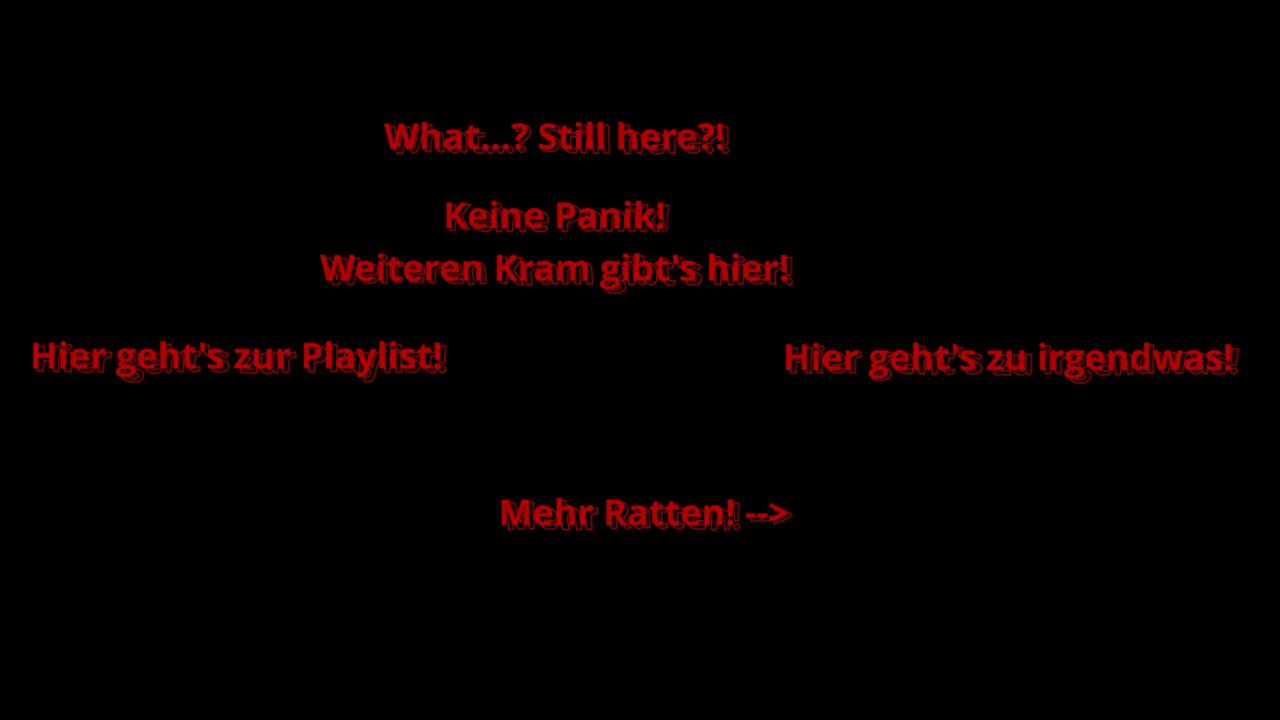 What...? Still here?!
Keine Panik!
Weiteren Kram gibt's hier!
Hier geht's zur Playlist!
Hier geht's zu irgendwas!
Mehr Ratten! -->